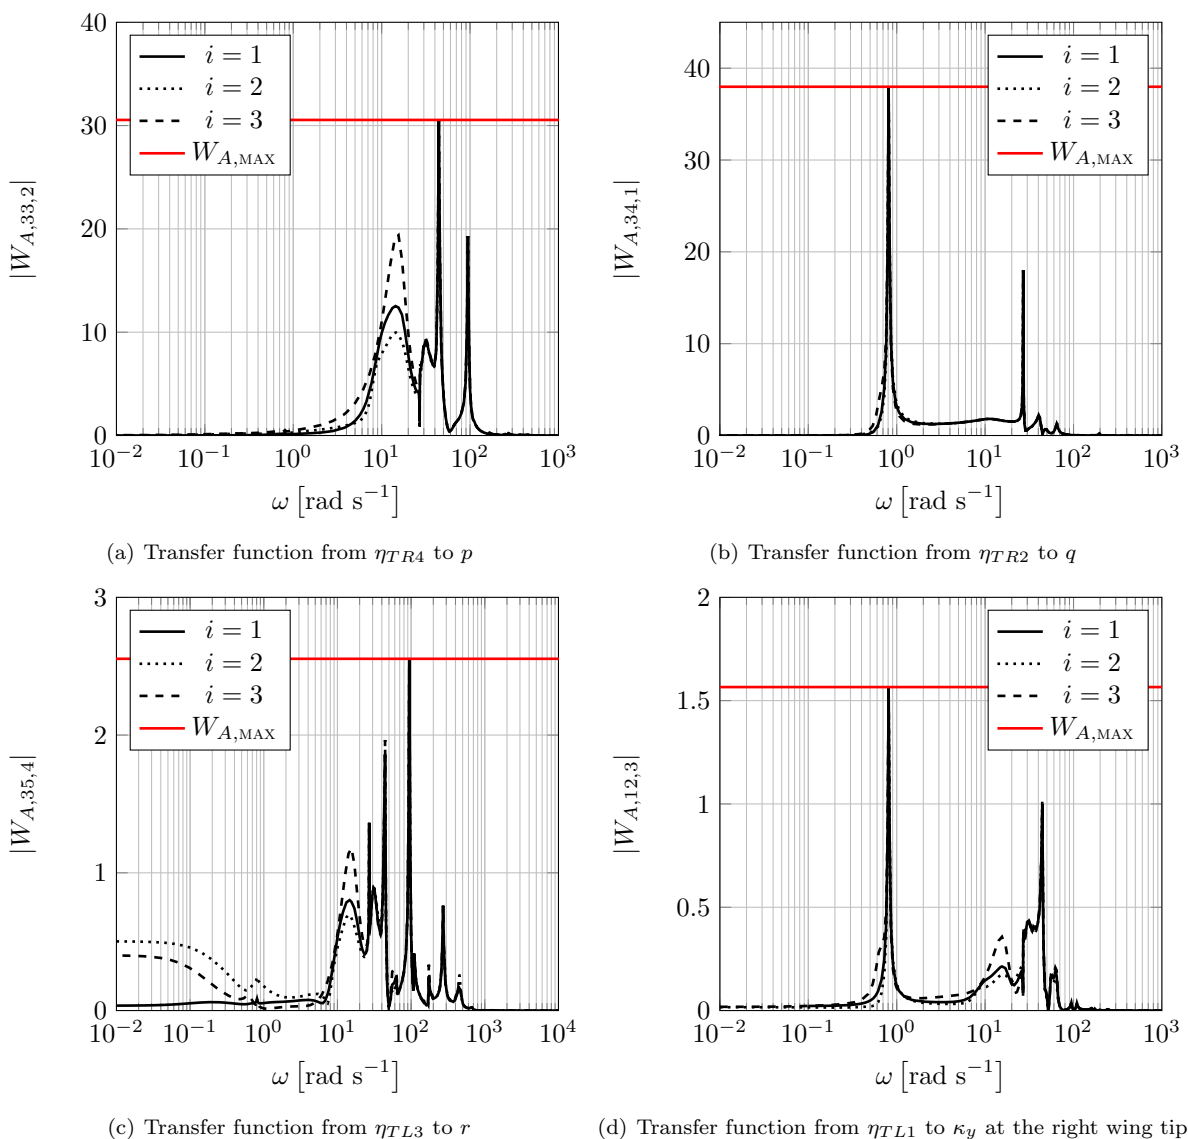 40
30
20
10
0
|W_{A,33,2}|
i = 1
i = 2
i = 3
W_{A,MAX}
10^{−2} 10^{−1} 10^0 10^1 10^2 10^3
ω [rad s^{−1}]
(a) Transfer function from η_{TR4} to p
40
30
20
10
0
|W_{A,34,1}|
i = 1
i = 2
i = 3
W_{A,MAX}
10^{−2} 10^{−1} 10^0 10^1 10^2 10^3
ω [rad s^{−1}]
(b) Transfer function from η_{TR2} to q
3
2
1
0
|W_{A,35,4}|
i = 1
i = 2
i = 3
W_{A,MAX}
10^{−2} 10^{−1} 10^0 10^1 10^2 10^3 10^4
ω [rad s^{−1}]
(c) Transfer function from η_{TL3} to r
2
1.5
1
0.5
0
|W_{A,12,3}|
i = 1
i = 2
i = 3
W_{A,MAX}
10^{−2} 10^{−1} 10^0 10^1 10^2 10^3
ω [rad s^{−1}]
(d) Transfer function from η_{TL1} to κ_y at the right wing tip